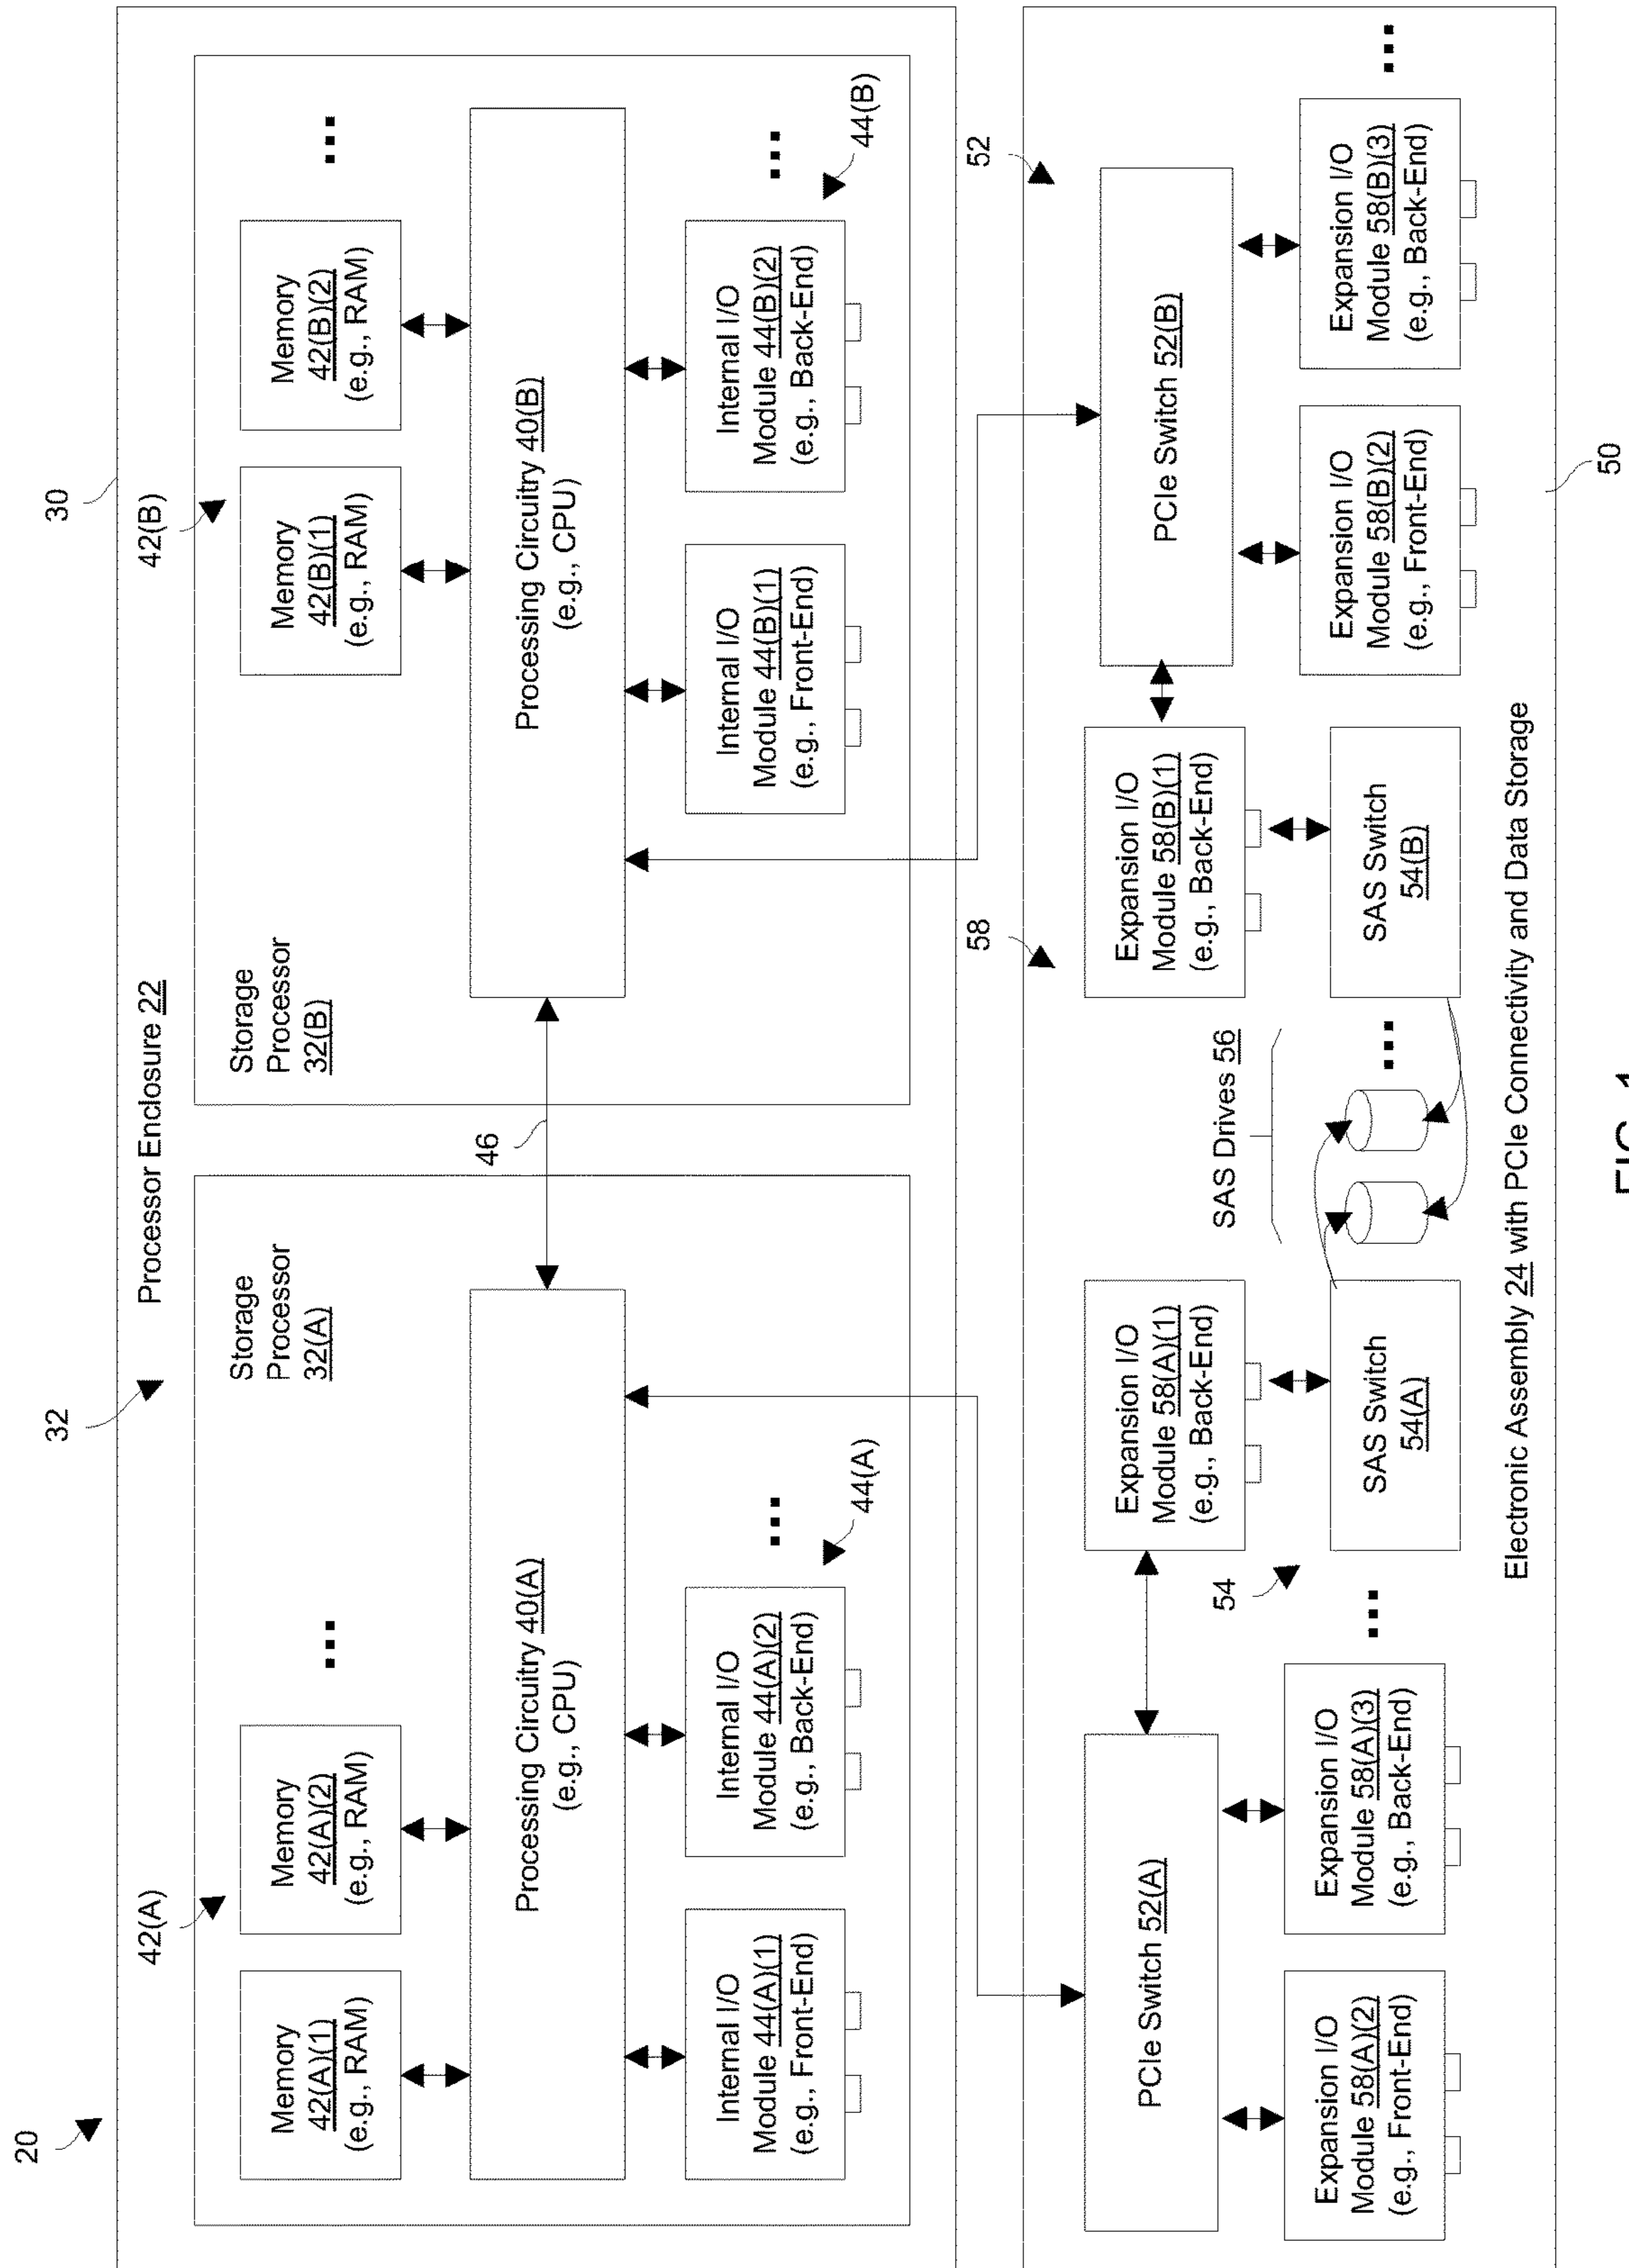 20
32
30
Processor Enclosure 22
42(A)
Memory
42(A)(1)
(e.g., RAM)
Memory
42(A)(2)
(e.g., RAM)
...
Storage
Processor
32(A)
Processing Circuitry 40(A)
(e.g., CPU)
Internal I/O
Module 44(A)(1)
(e.g., Front-End)
Internal I/O
Module 44(A)(2)
(e.g., Back-End)
...
44(A)
46
Storage
Processor
32(B)
42(B)
Memory
42(B)(1)
(e.g., RAM)
Memory
42(B)(2)
(e.g., RAM)
...
Processing Circuitry 40(B)
(e.g., CPU)
Internal I/O
Module 44(B)(1)
(e.g., Front-End)
Internal I/O
Module 44(B)(2)
(e.g., Back-End)
...
44(B)
58
52
PCIe Switch 52(A)
Expansion I/O
Module 58(A)(1)
(e.g., Back-End)
Expansion I/O
Module 58(A)(2)
(e.g., Front-End)
Expansion I/O
Module 58(A)(3)
(e.g., Back-End)
...
54
SAS Switch
54(A)
SAS Drives 56
...
Expansion I/O
Module 58(B)(1)
(e.g., Back-End)
SAS Switch
54(B)
PCIe Switch 52(B)
Expansion I/O
Module 58(B)(2)
(e.g., Front-End)
Expansion I/O
Module 58(B)(3)
(e.g., Back-End)
...
Electronic Assembly 24 with PCIe Connectivity and Data Storage
50